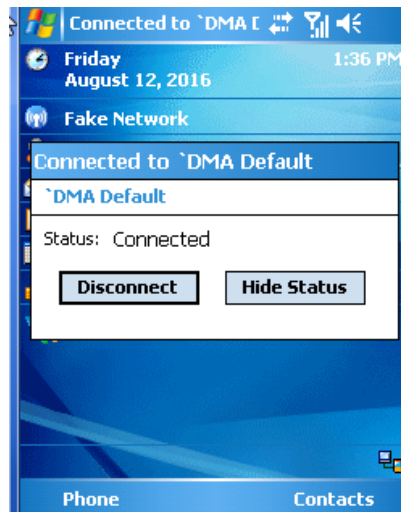 Connected to `DMA D
Friday
1:36 PM
August 12, 2016
Fake Network
Connected to `DMA Default
`DMA Default
Status: Connected
Disconnect Hide Status
Phone Contacts